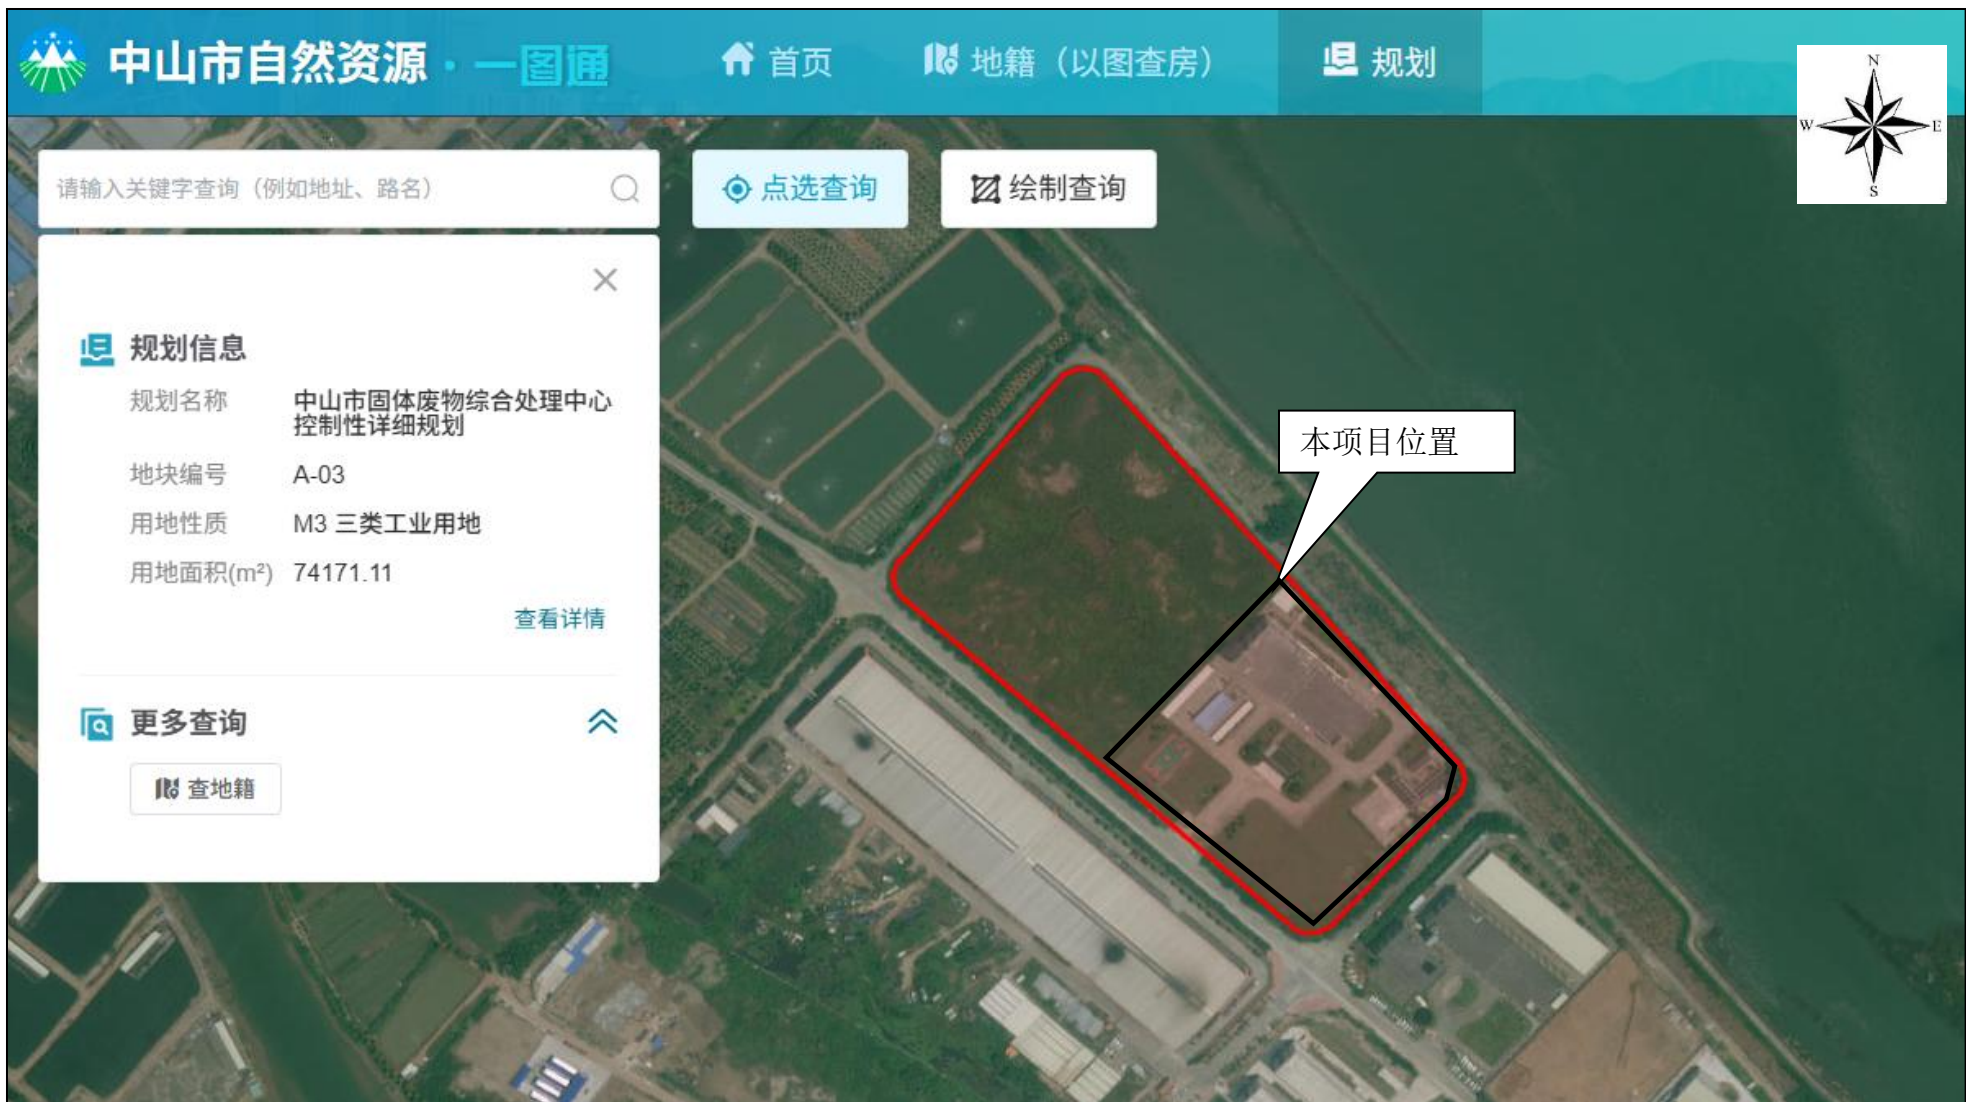 中山市自然资源·一图通
首页
地籍（以图查房）
规划
N
W
E
S
请输入关键字查询（例如地址、路名）
点选查询
绘制查询
规划信息
规划名称
中山市固体废物综合处理中心
控制性详细规划
地块编号
A-03
用地性质
M3 三类工业用地
用地面积(m²)
74171.11
查看详情
更多查询
查地籍
本项目位置